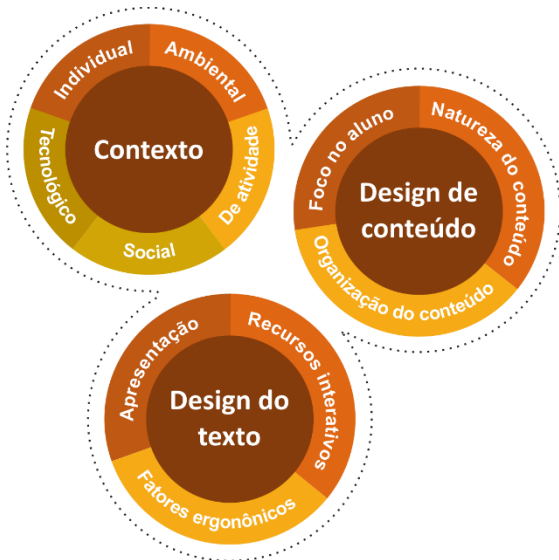 Individual
Ambiental
De atividade
Social
Tecnológico
Contexto
Foco no aluno
Natureza do conteúdo
Organização do conteúdo
Design de
conteúdo
Apresentação
Recursos interativos
Fatores ergonônicos
Design do
texto